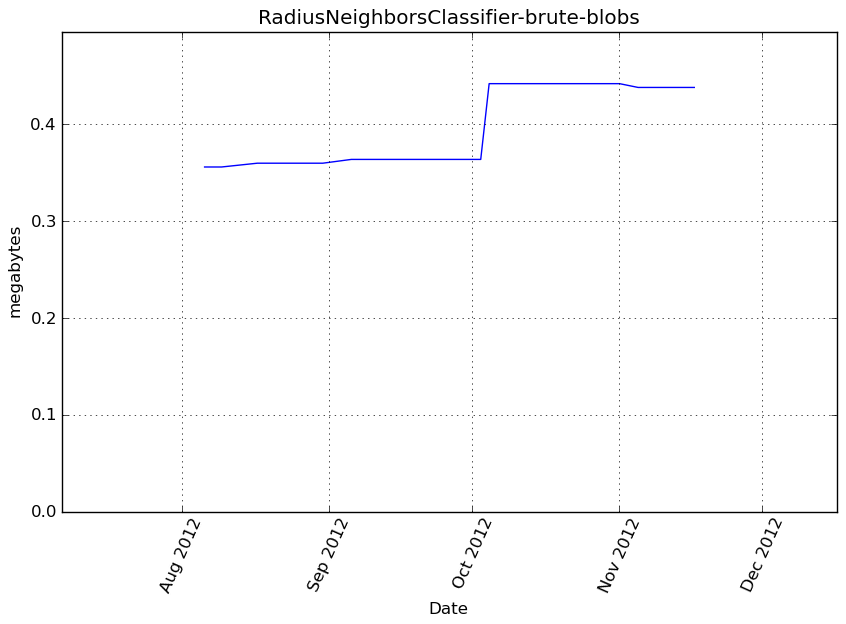 RadiusNeighborsClassifier-brute-blobs
0.4
0.3
0.2
0.1
0.0
megabytes
Aug 2012
Sep 2012
Oct 2012
Nov 2012
Dec 2012
Date